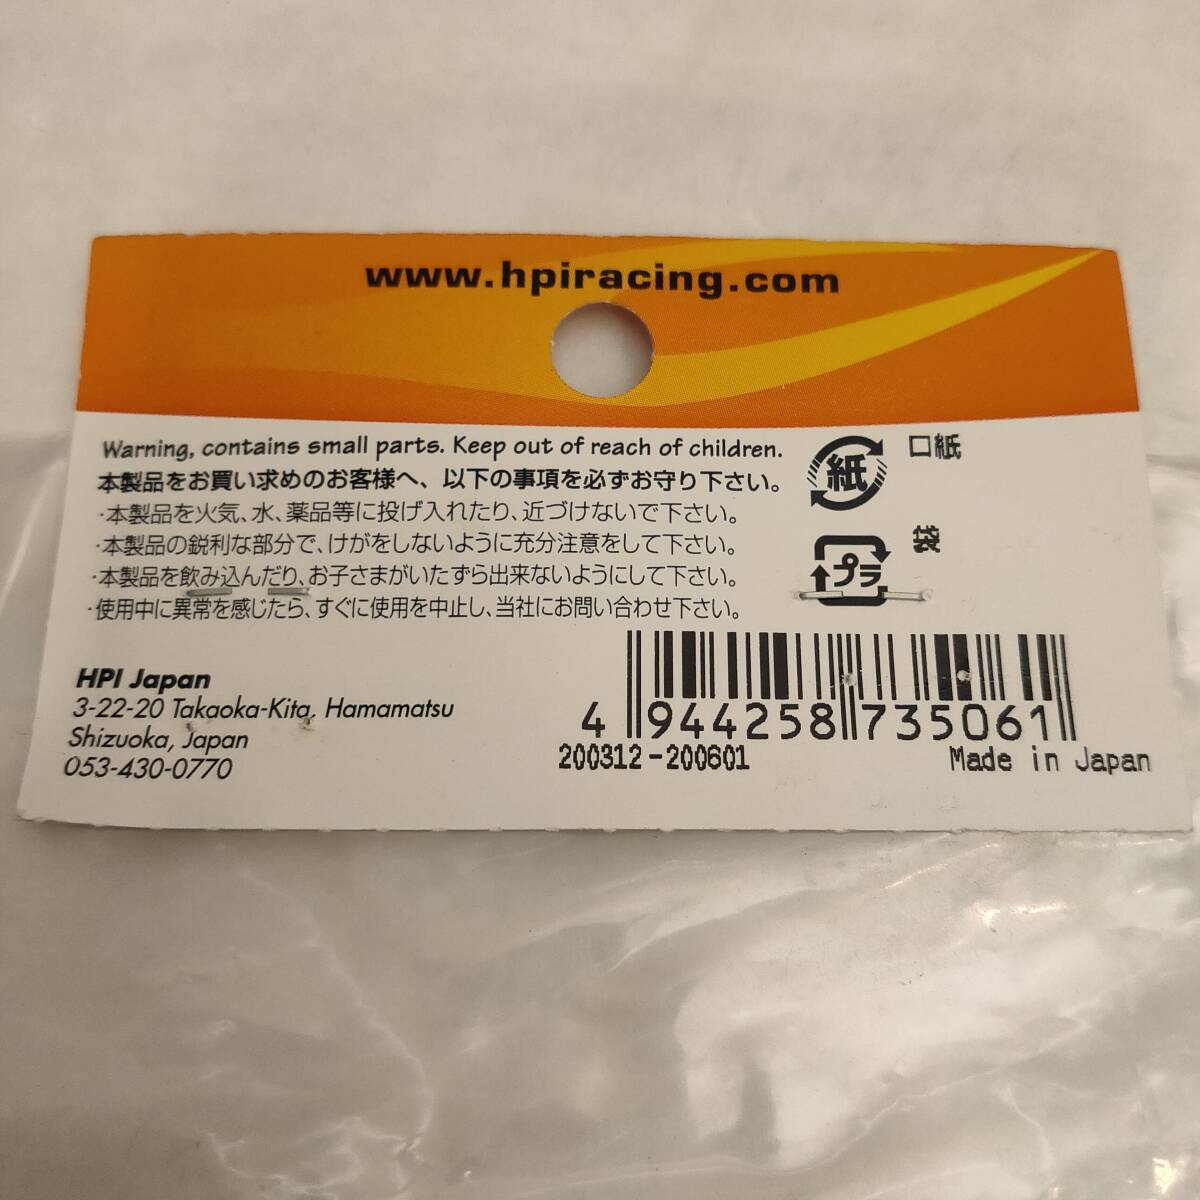 www.hpiracing.com
Warning, contains small parts. Keep out of reach of children.
本製品をお買い求めのお客様へ、以下の事項を必ずお守り下さい。
・本製品を火気、水、薬品等に投げ入れたり、近づけないで下さい。
・本製品の鋭利な部分で、けがをしないように充分注意をして下さい。
・本製品を飲み込んだり、お子さまがいたずら出来ないようにして下さい。
・使用中に異常を感じたら、すぐに使用を中止し、当社にお問い合わせ下さい。
紙
口紙
プラ
袋
HPI Japan
3-22-20 Takaoka-Kita, Hamamatsu
Shizuoka, Japan
053-430-0770
4 944258 735061
200312-200601
Made in Japan